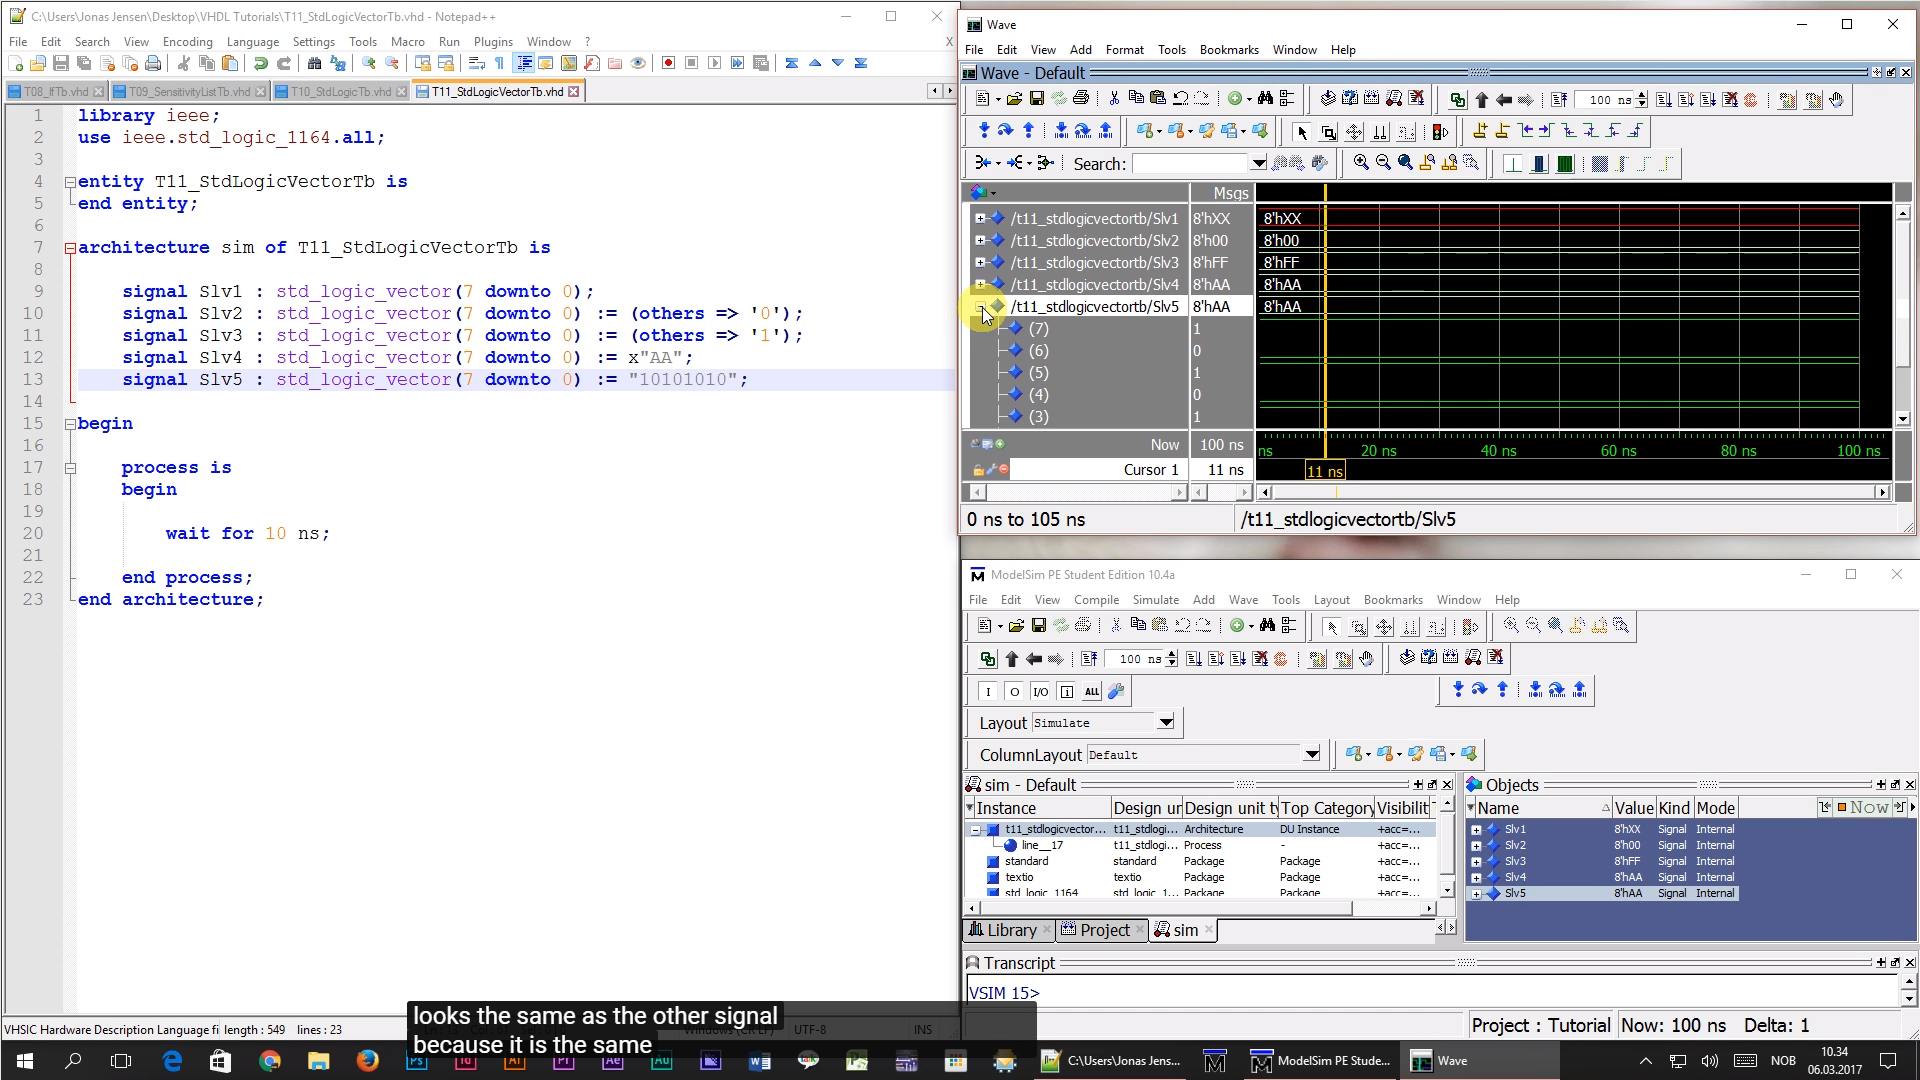 C:\Users\Jonas Jensen\Desktop\VHDL Tutorials\T11_StdLogicVectorTb.vhd - Notepad++
File Edit Search View Encoding Language Settings Tools Macro Run Plugins Window ? X
T08_IfTb.vhd T09_SensitivityListTb.vhd T10_StdLogicTb.vhd T11_StdLogicVectorTb.vhd
1 library ieee;
2 use ieee.std_logic_1164.all;
3
4 entity T11_StdLogicVectorTb is
5 end entity;
6
7 architecture sim of T11_StdLogicVectorTb is
8
9 signal Slv1 : std_logic_vector(7 downto 0);
10 signal Slv2 : std_logic_vector(7 downto 0) := (others => '0');
11 signal Slv3 : std_logic_vector(7 downto 0) := (others => '1');
12 signal Slv4 : std_logic_vector(7 downto 0) := x"AA";
13 signal Slv5 : std_logic_vector(7 downto 0) := "10101010";
14
15 begin
16
17 process is
18 begin
19
20 wait for 10 ns;
21
22 end process;
23 end architecture;
VHSIC Hardware Description Language fi length : 549 lines : 23 UTF-8 INS
Wave
File Edit View Add Format Tools Bookmarks Window Help
Wave - Default
100 ns
Search:
Msgs
/t11_stdlogicvectortb/Slv1 8'hXX 8'hXX
/t11_stdlogicvectortb/Slv2 8'h00 8'h00
/t11_stdlogicvectortb/Slv3 8'hFF 8'hFF
/t11_stdlogicvectortb/Slv4 8'hAA 8'hAA
/t11_stdlogicvectortb/Slv5 8'hAA 8'hAA
(7) 1
(6) 0
(5) 1
(4) 0
(3) 1
Now 100 ns ns 20 ns 40 ns 60 ns 80 ns 100 ns
Cursor 1 11 ns 11 ns
0 ns to 105 ns /t11_stdlogicvectortb/Slv5
ModelSim PE Student Edition 10.4a
File Edit View Compile Simulate Add Wave Tools Layout Bookmarks Window Help
100 ns
I O I/O i ALL
Layout Simulate
ColumnLayout Default
sim - Default
Instance Design ur Design unit t Top Category Visibilit
t11_stdlogicvector... t11_stdlogi... Architecture DU Instance +acc=...
line__17 t11_stdlogi... Process - +acc=...
standard standard Package Package +acc=...
textio textio Package Package +acc=...
std_logic_1164 std_logic_1... Package Package +acc=...
Library Project sim
Objects
Name Value Kind Mode Now
Slv1 8'hXX Signal Internal
Slv2 8'h00 Signal Internal
Slv3 8'hFF Signal Internal
Slv4 8'hAA Signal Internal
Slv5 8'hAA Signal Internal
Transcript
VSIM 15>
Project : Tutorial Now: 100 ns Delta: 1
looks the same as the other signal
because it is the same
Ps Id Ai Pr Ae Au
C:\Users\Jonas Jens... ModelSim PE Stude... Wave
NOB 10.34
06.03.2017